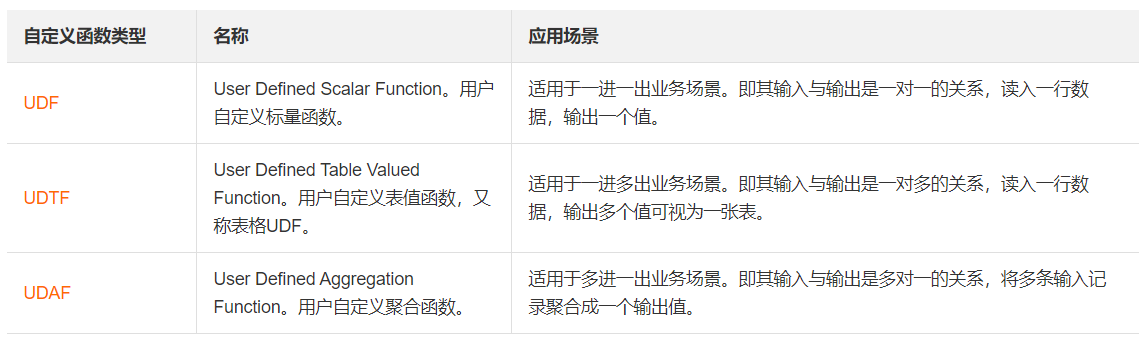 自定义函数类型 名称 应用场景
UDF
User Defined Scalar Function。用户
自定义标量函数。
适用于一进一出业务场景。即其输入与输出是一对一的关系，读入一行数
据，输出一个值。
UDTF
User Defined Table Valued
Function。用户自定义表值函数，又
称表格UDF。
适用于一进多出业务场景。即其输入与输出是一对多的关系，读入一行数
据，输出多个值可视为一张表。
UDAF
User Defined Aggregation
Function。用户自定义聚合函数。
适用于多进一出业务场景。即其输入与输出是多对一的关系，将多条输入记
录聚合成一个输出值。